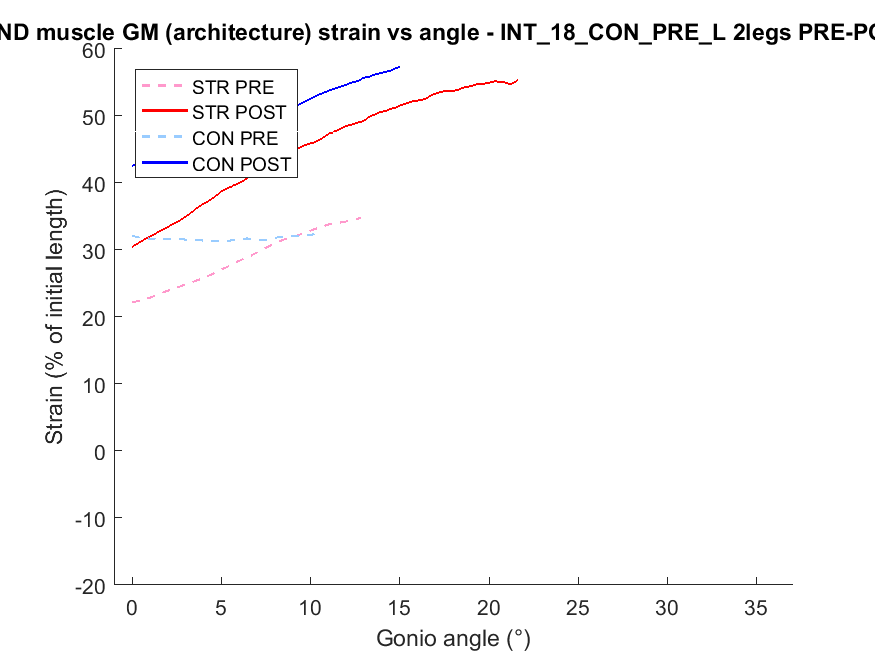 ND muscle GM (architecture) strain vs angle - INT_18_CON_PRE_L 2legs PRE-PO
60
50
40
30
20
10
0
-10
-20
Strain (% of initial length)
STR PRE
STR POST
CON PRE
CON POST
0 5 10 15 20 25 30 35
Gonio angle (°)